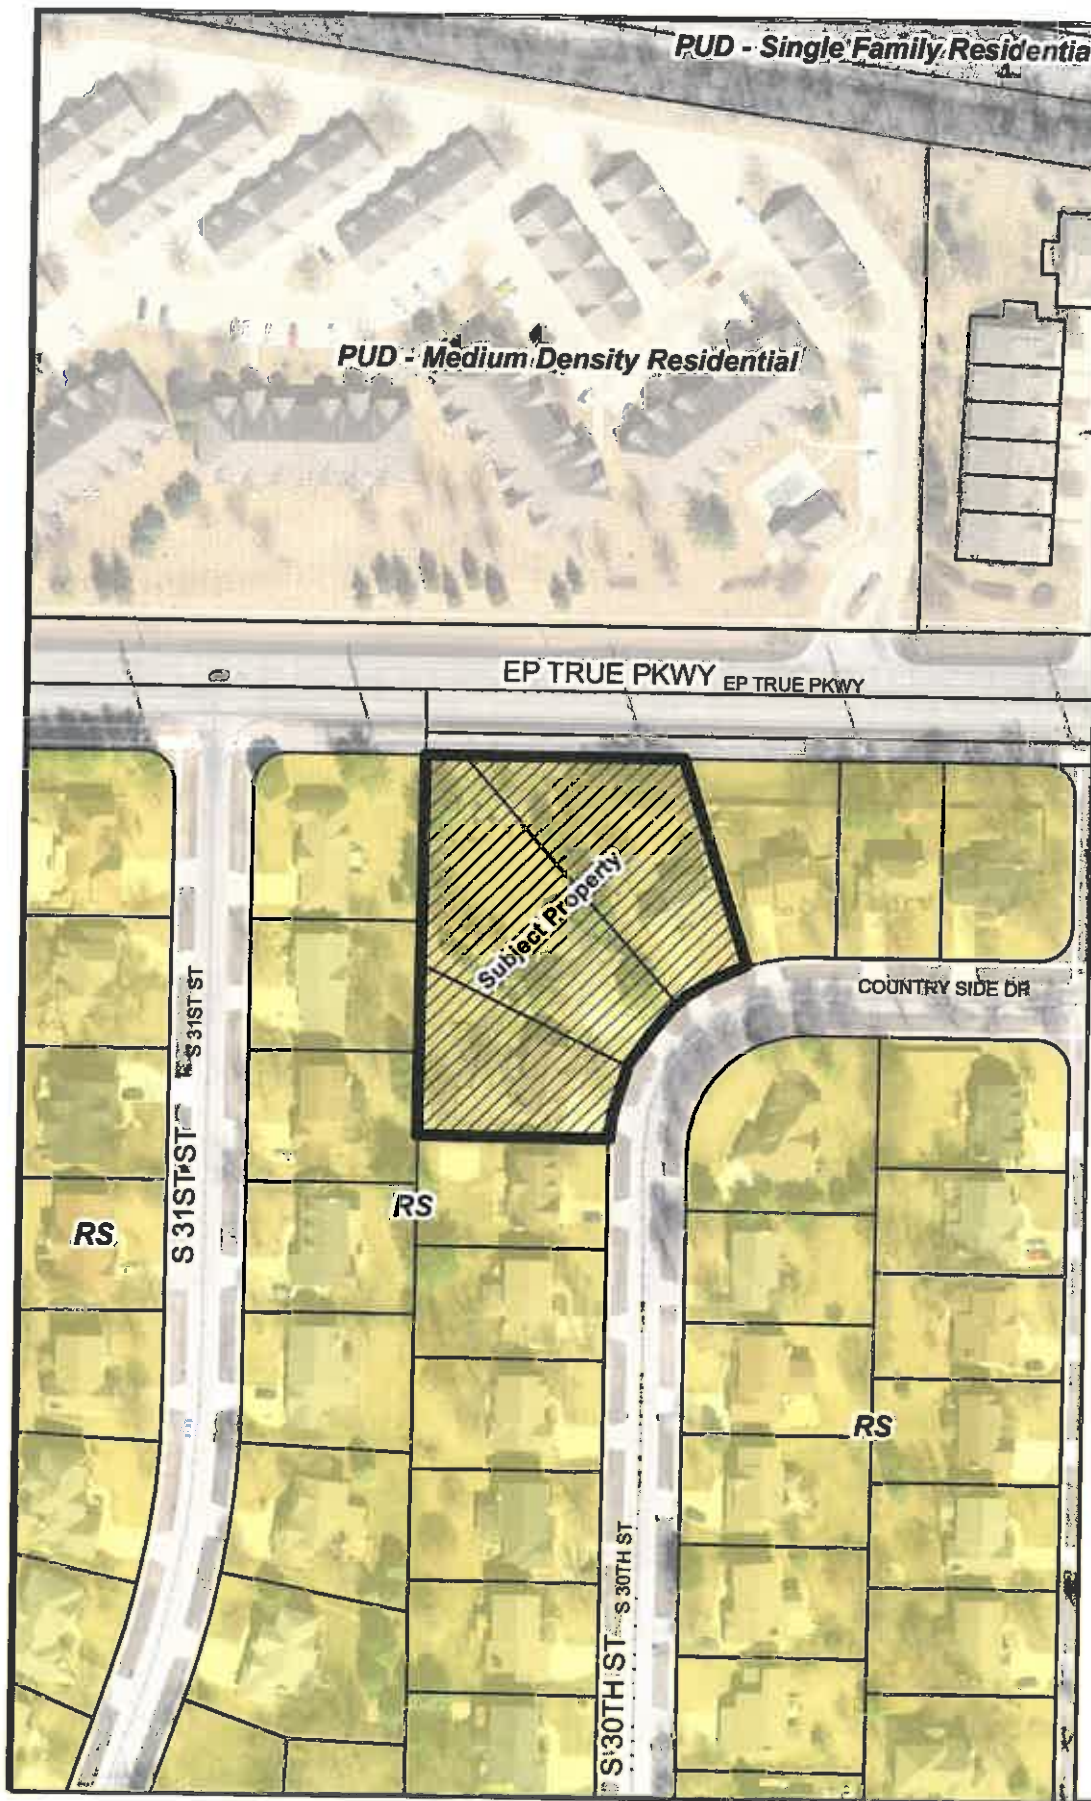 PUD - Single Family Residentia
PUD - Medium Density Residential
EP TRUE PKWY
EP TRUE PKWY
Subject Property
COUNTRY SIDE DR
S 31ST ST
S 31ST ST
RS
RS
RS
S 30TH ST
S 30TH ST